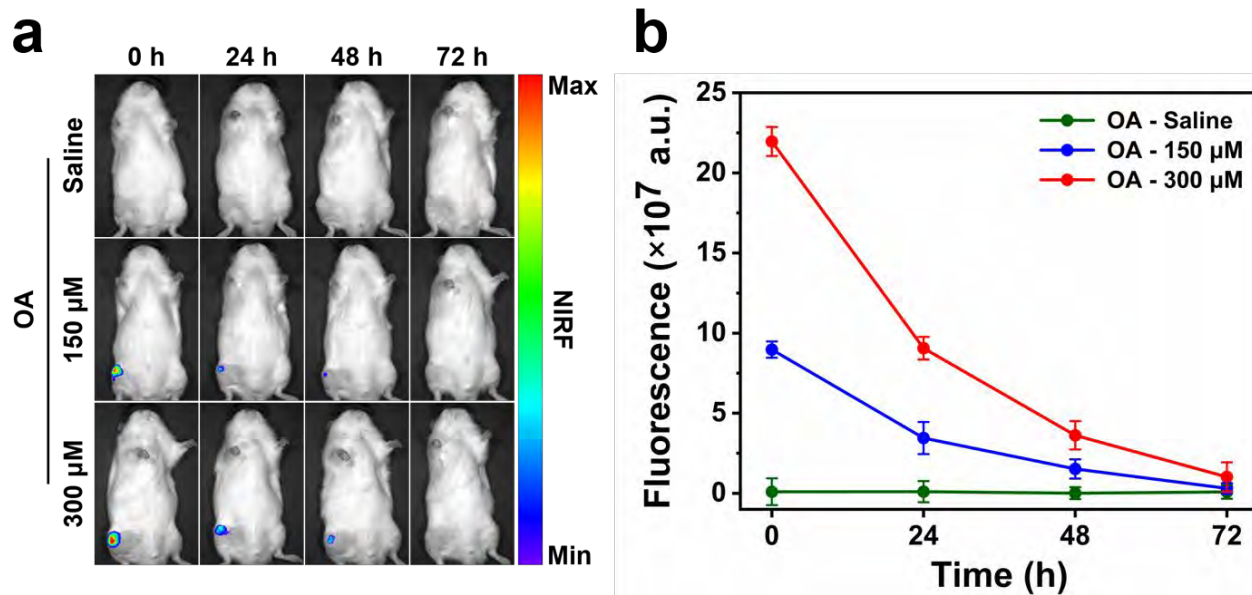 a
0 h 24 h 48 h 72 h
OA
Saline
150 µM
300 µM
Max
NIRF
Min
b
Fluorescence (×10⁷ a.u.)
25
20
15
10
5
0
OA - Saline
OA - 150 µM
OA - 300 µM
0 24 48 72
Time (h)